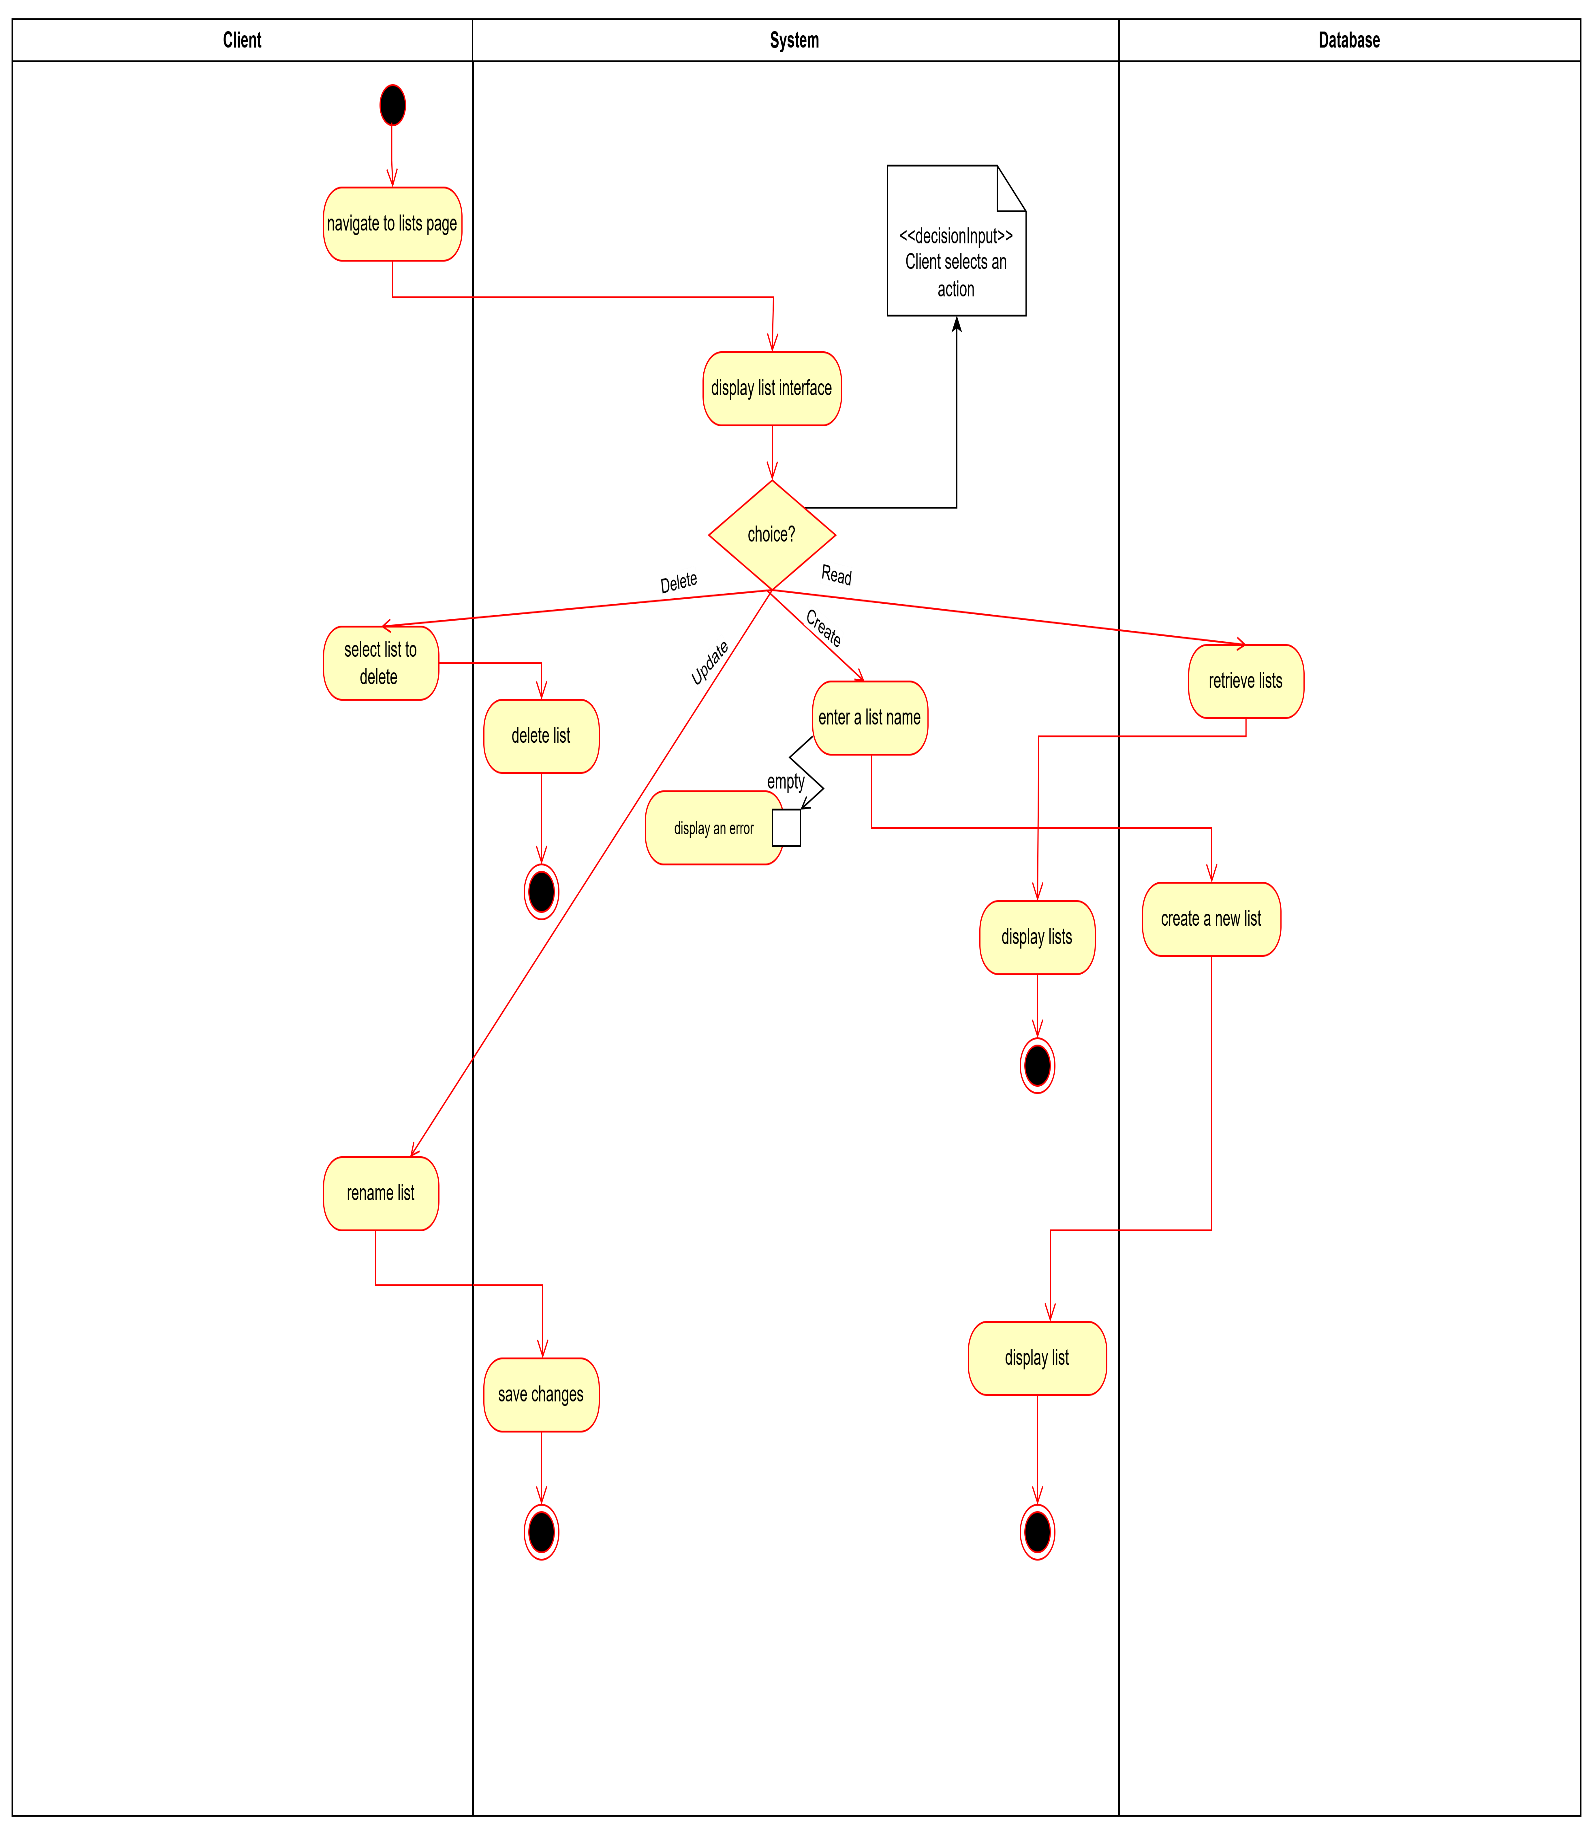 Client
System
Database
navigate to lists page
<<decisionInput>>
Client selects an
action
display list interface
choice?
Delete
Read
Create
Update
select list to
delete
retrieve lists
enter a list name
delete list
empty
display an error
display lists
create a new list
rename list
display list
save changes